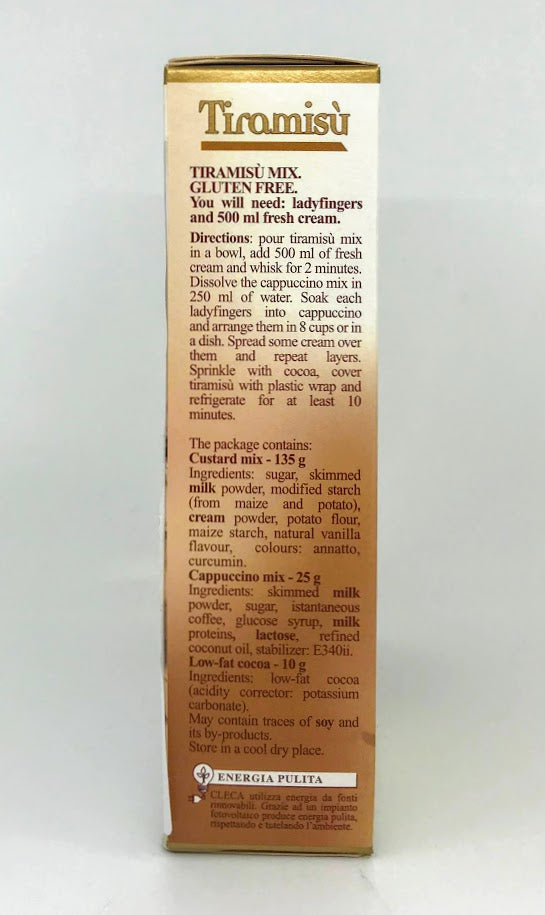 Tiramisù
TIRAMISÙ MIX.
GLUTEN FREE.
You will need: ladyfingers
and 500 ml fresh cream.
Directions: pour tiramisù mix
in a bowl, add 500 ml of fresh
cream and whisk for 2 minutes.
Dissolve the cappuccino mix in
250 ml of water. Soak each
ladyfingers into cappuccino
and arrange them in 8 cups or in
a dish. Spread some cream over
them and repeat layers.
Sprinkle with cocoa, cover
tiramisù with plastic wrap and
refrigerate for at least 10
minutes.
The package contains:
Custard mix - 135 g
Ingredients: sugar, skimmed
milk powder, modified starch
(from maize and potato),
cream powder, potato flour,
maize starch, natural vanilla
flavour, colours: annatto,
curcumin.
Cappuccino mix - 25 g
Ingredients: skimmed milk
powder, sugar, istantaneous
coffee, glucose syrup, milk
proteins, lactose, refined
coconut oil, stabilizer: E340ii.
Low-fat cocoa - 10 g
Ingredients: low-fat cocoa
(acidity corrector: potassium
carbonate).
May contain traces of soy and
its by-products.
Store in a cool dry place.
ENERGIA PULITA
CLECA utilizza energia da fonti
rinnovabili. Grazie ad un impianto
fotovoltaico produce energia pulita,
rispettando e tutelando l'ambiente.